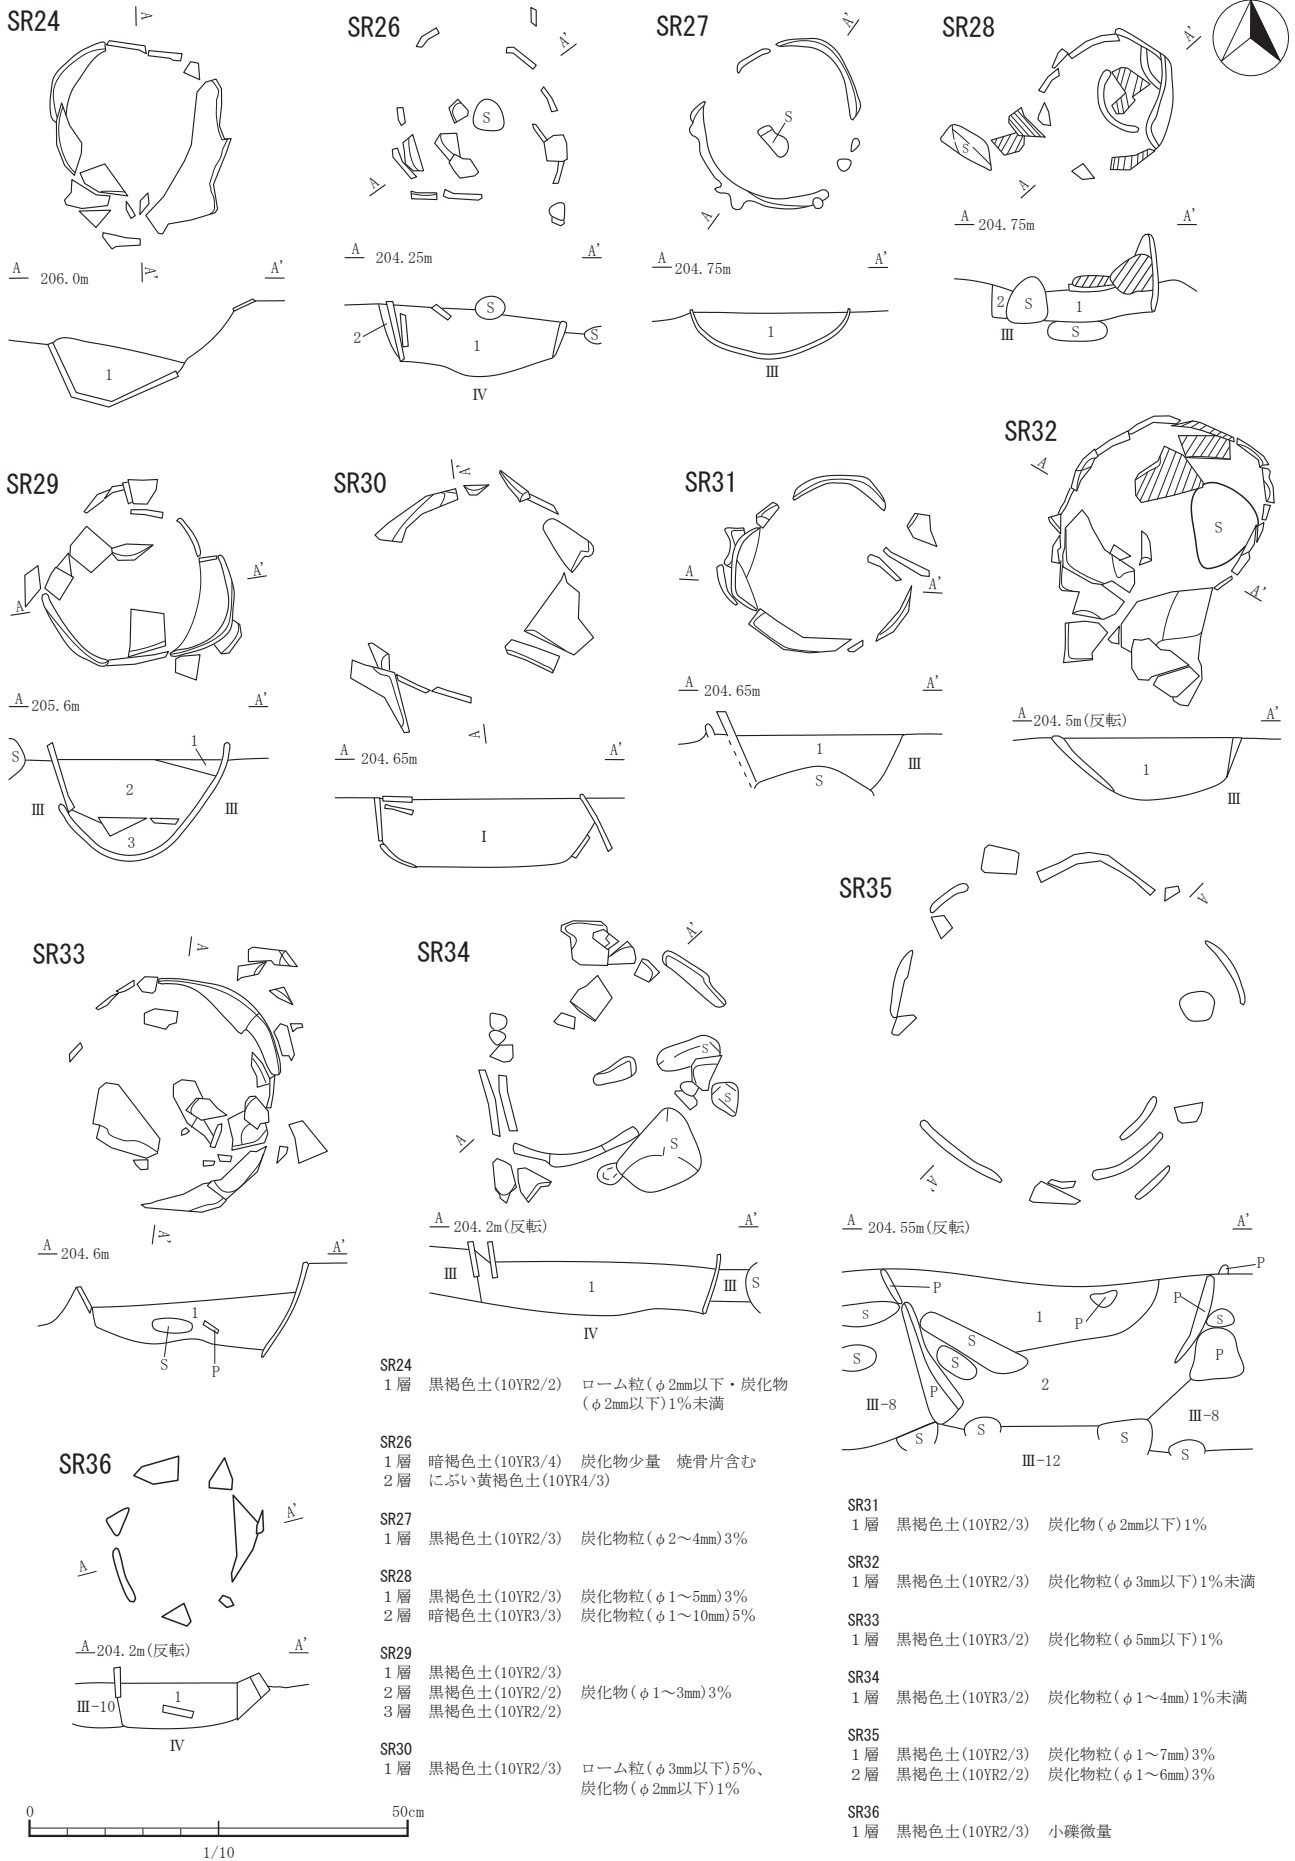 SR24
A
A'
A 206.0m A'
1
SR26
A'
S
A
A 204.25m A'
S
2
1
S
IV
SR27
A'
S
A
A 204.75m A'
1
III
SR28
A'
S
A
A 204.75m A'
2
S
1
III
S
SR29
A'
A
A 205.6m A'
S
1
2
III
III
3
SR30
A'
A
A 204.65m A'
I
SR31
A
A'
A 204.65m A'
1
S
III
SR32
A
S
A'
A 204.5m(反転) A'
1
III
SR33
A
A'
A 204.6m A'
1
S
P
SR34
A'
S
S
A
S
A 204.2m(反転) A'
III
1
III
S
IV
SR35
A
A'
A 204.55m(反転) A'
P
P
1
P
P
S
S
S
S
S
P
P
2
III-8
III-8
S
S
S
S
III-12
SR36
A'
A
A 204.2m(反転) A'
III-10
1
IV
SR24
1層 黒褐色土(10YR2/2) ローム粒(φ2mm以下・炭化物
(φ2mm以下)1%未満
SR26
1層 暗褐色土(10YR3/4) 炭化物少量 焼骨片含む
2層 にぶい黄褐色土(10YR4/3)
SR27
1層 黒褐色土(10YR2/3) 炭化物粒(φ2～4mm)3%
SR28
1層 黒褐色土(10YR2/3) 炭化物粒(φ1～5mm)3%
2層 暗褐色土(10YR3/3) 炭化物粒(φ1～10mm)5%
SR29
1層 黒褐色土(10YR2/3)
2層 黒褐色土(10YR2/2) 炭化物(φ1～3mm)3%
3層 黒褐色土(10YR2/2)
SR30
1層 黒褐色土(10YR2/3) ローム粒(φ3mm以下)5%、
炭化物(φ2mm以下)1%
SR31
1層 黒褐色土(10YR2/3) 炭化物(φ2mm以下)1%
SR32
1層 黒褐色土(10YR2/3) 炭化物粒(φ3mm以下)1%未満
SR33
1層 黒褐色土(10YR3/2) 炭化物粒(φ5mm以下)1%
SR34
1層 黒褐色土(10YR3/2) 炭化物粒(φ1～4mm)1%未満
SR35
1層 黒褐色土(10YR2/3) 炭化物粒(φ1～7mm)3%
2層 黒褐色土(10YR2/2) 炭化物粒(φ1～6mm)3%
SR36
1層 黒褐色土(10YR2/3) 小礫微量
0 50cm
1/10